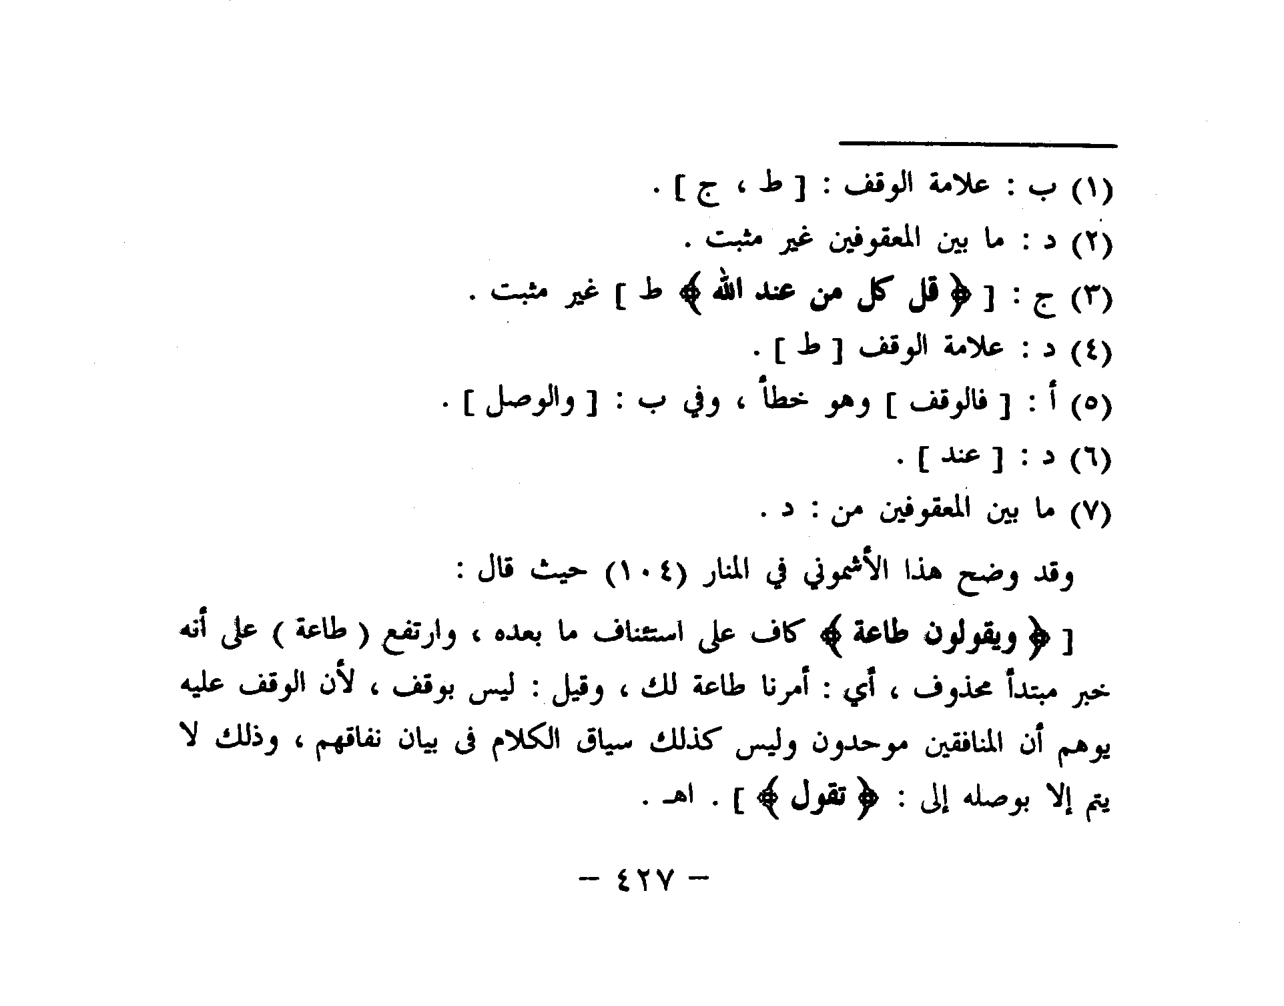 (١) ب : علامة الوقف : [ ط ، ج ] .
(٢) د : ما بين المعقوفين غير مثبت .
(٣) ج : [ ﴿ قل كل من عند الله ﴾ ط ] غير مثبت .
(٤) د : علامة الوقف [ ط ] .
(٥) أ : [ فالوقف ] وهو خطأ ، وفي ب : [ والوصل ] .
(٦) د : [ عند ] .
(٧) ما بين المعقوفين من : د .
وقد وضح هذا الأشموني في المنار (١٠٤) حيث قال :
[ ﴿ ويقولون طاعة ﴾ كاف على استئناف ما بعده ، وارتفع ( طاعة ) على أنه
خبر مبتدأ محذوف ، أي : أمرنا طاعة لك ، وقيل : ليس بوقف ، لأن الوقف عليه
يوهم أن المنافقين موحدون وليس كذلك سياق الكلام فى بيان نفاقهم ، وذلك لا
يتم إلا بوصله إلى : ﴿ تقول ﴾ ] . اهـ .
– ٤٢٧ –